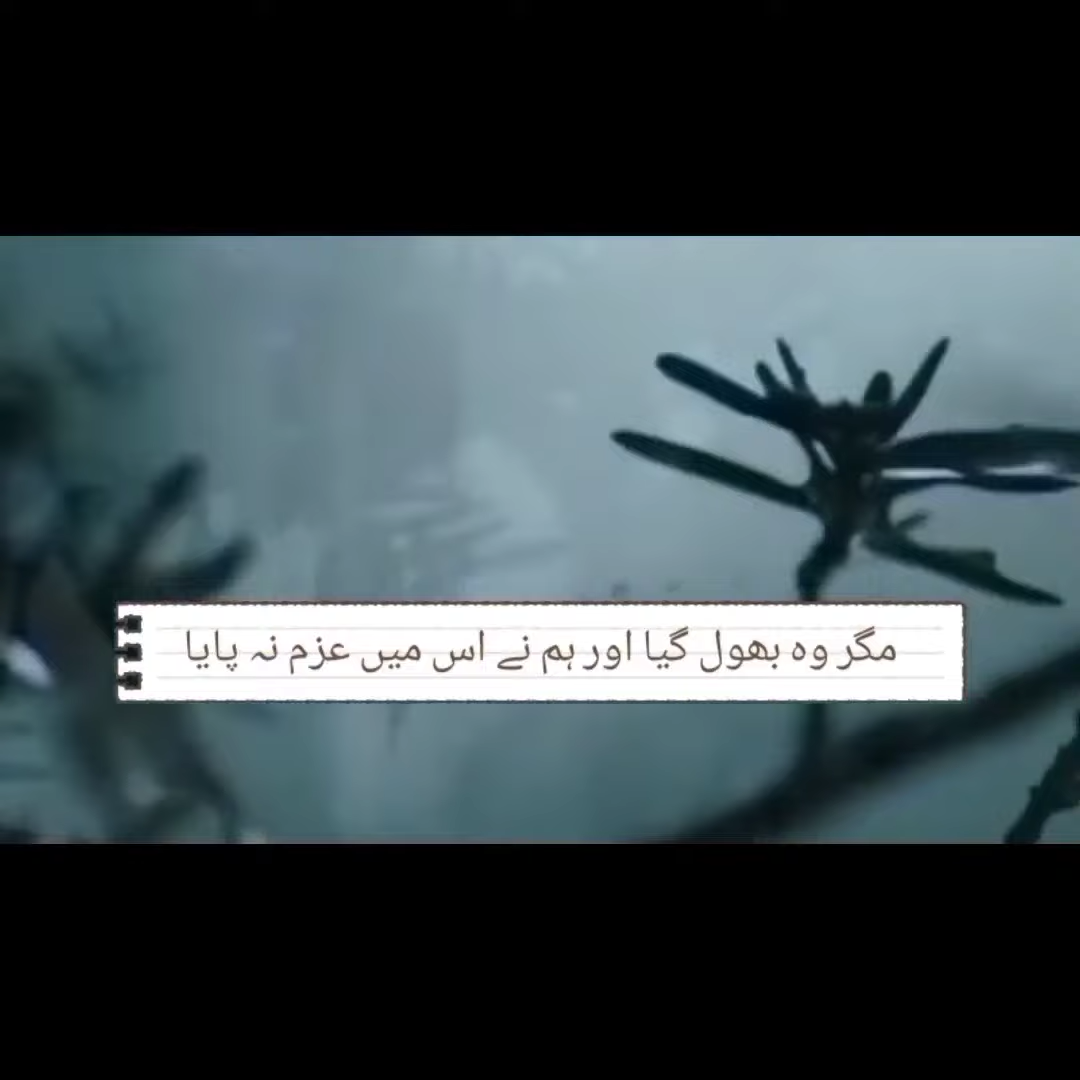 مگر وہ بھول گیا اور ہم نے اس میں عزم نہ پایا